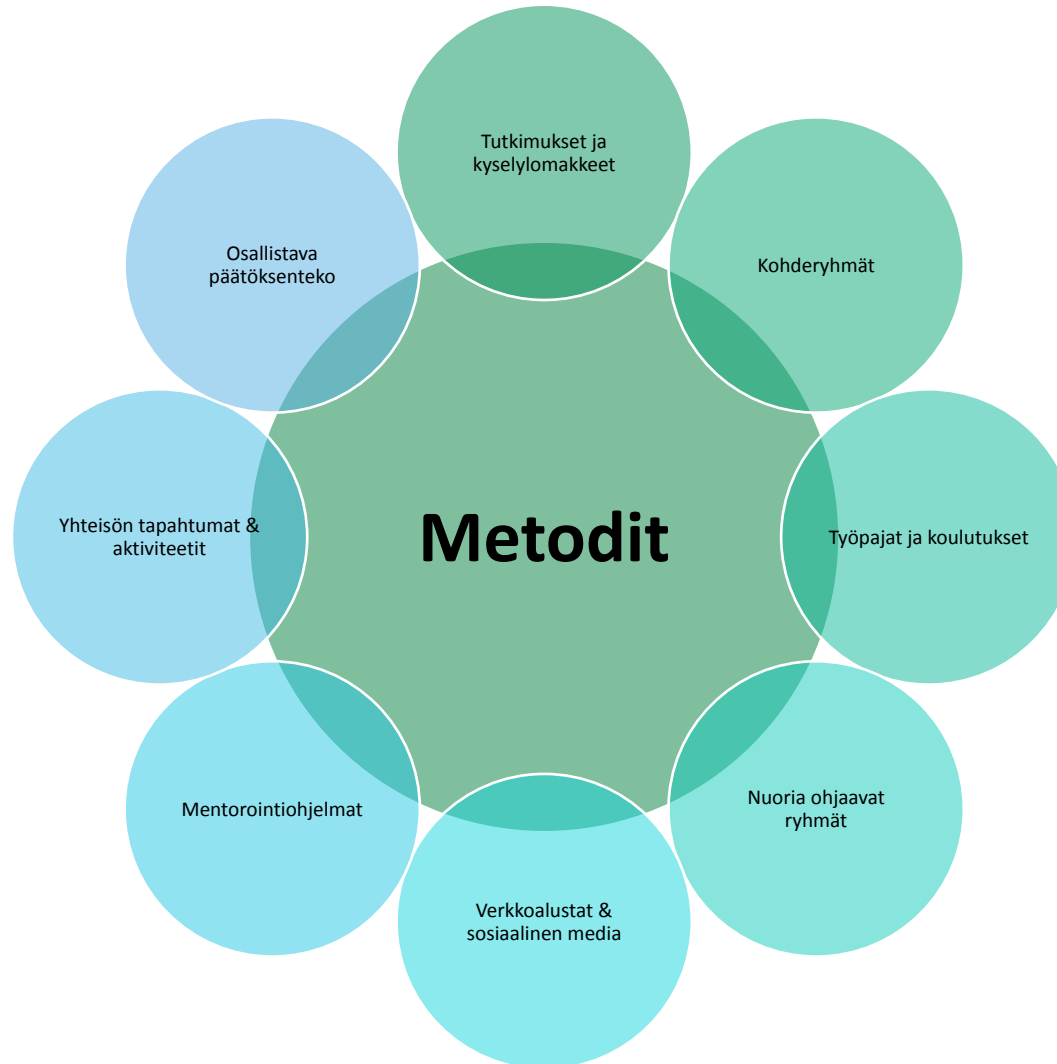 Tutkimukset ja
kyselylomakkeet
Kohderyhmät
Työpajat ja koulutukset
Nuoria ohjaavat
ryhmät
Verkkoalustat &
sosiaalinen media
Mentorointiohjelmat
Yhteisön tapahtumat &
aktiviteetit
Osallistava
päätöksenteko
Metodit